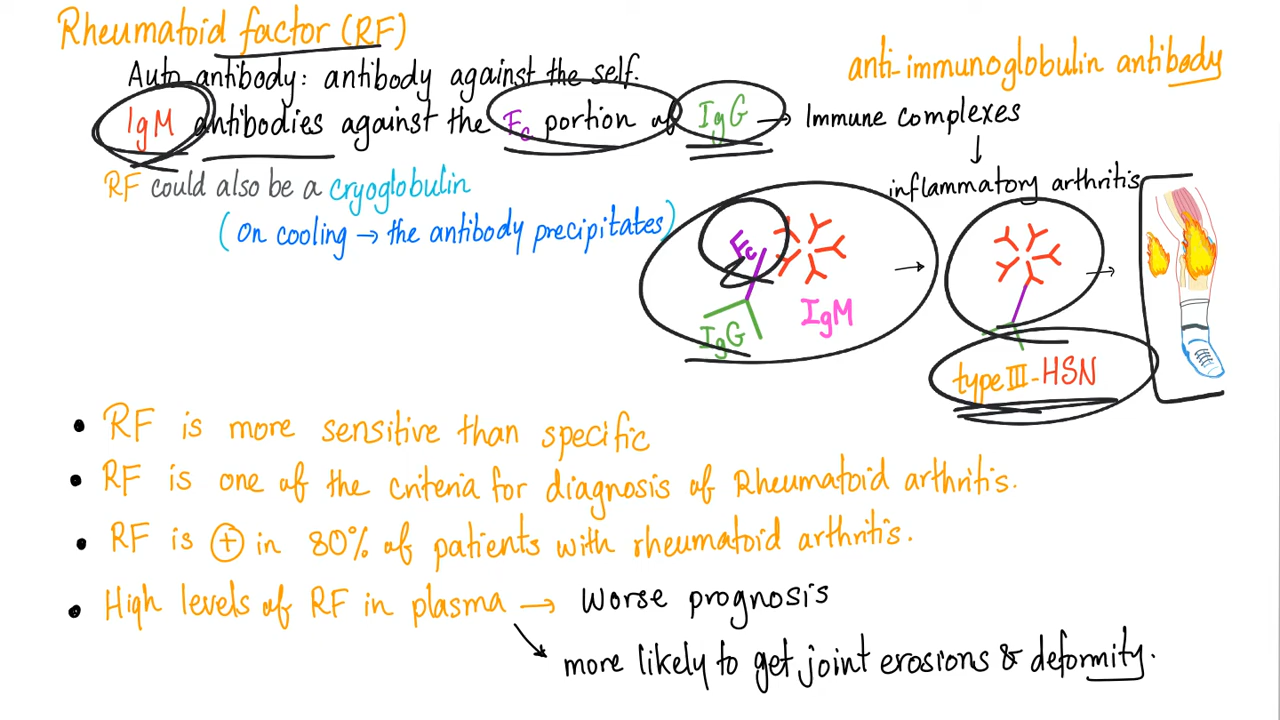 Rheumatoid factor (RF)
anti-immunoglobulin antibody
Auto antibody: antibody against the self.
IgM antibodies against the Fc portion of IgG → Immune complexes
↓
inflammatory arthritis
RF could also be a cryoglobulin
(On cooling → the antibody precipitates)
Fc
IgG
IgM
type III - HSN
• RF is more sensitive than specific
• RF is one of the criteria for diagnosis of Rheumatoid arthritis.
• RF is + in 80% of patients with rheumatoid arthritis.
• High levels of RF in plasma → Worse prognosis
more likely to get joint erosions & deformity.